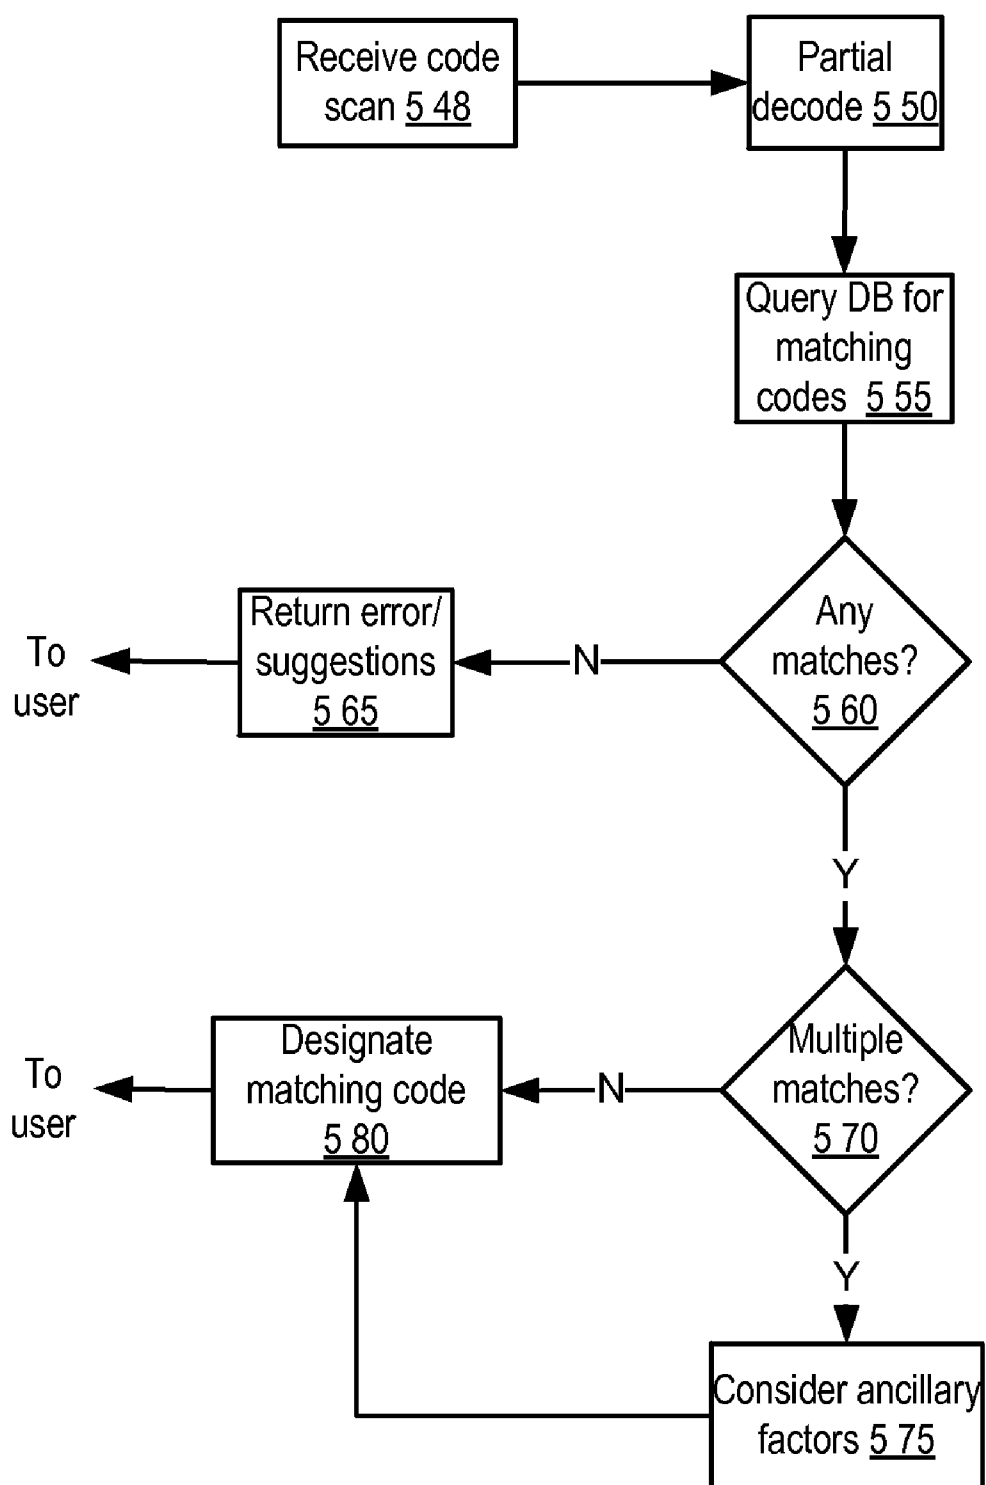 Receive code
scan 5 48
Partial
decode 5 50
Query DB for
matching
codes 5 55
Any
matches?
5 60
N
Return error/
suggestions
5 65
To
user
Y
Multiple
matches?
5 70
N
Designate
matching code
5 80
To
user
Y
Consider ancillary
factors 5 75